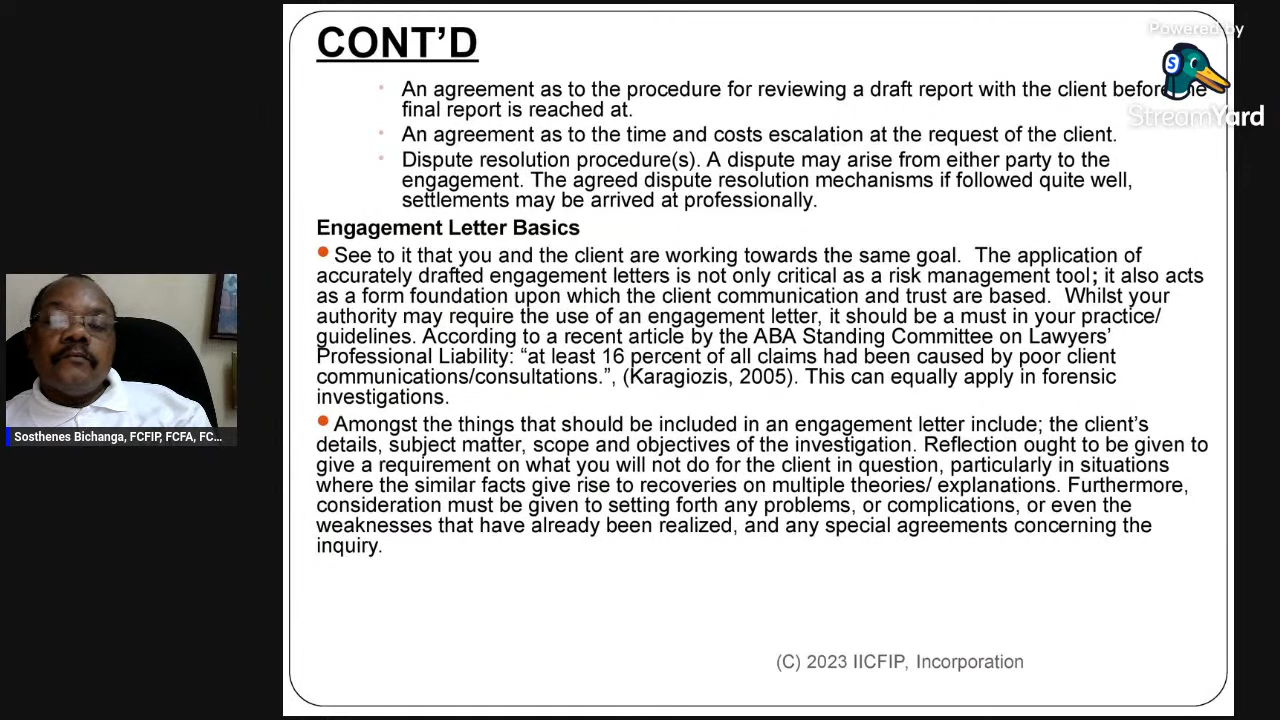 CONT’D
Powered by
An agreement as to the procedure for reviewing a draft report with the client before
final report is reached at.
StreamYard
An agreement as to the time and costs escalation at the request of the client.
Dispute resolution procedure(s). A dispute may arise from either party to the
engagement. The agreed dispute resolution mechanisms if followed quite well,
settlements may be arrived at professionally.
Engagement Letter Basics
See to it that you and the client are working towards the same goal. The application of
accurately drafted engagement letters is not only critical as a risk management tool; it also acts
as a form foundation upon which the client communication and trust are based. Whilst your
authority may require the use of an engagement letter, it should be a must in your practice/
guidelines. According to a recent article by the ABA Standing Committee on Lawyers’
Professional Liability: “at least 16 percent of all claims had been caused by poor client
communications/consultations.”, (Karagiozis, 2005). This can equally apply in forensic
investigations.
Amongst the things that should be included in an engagement letter include; the client’s
details, subject matter, scope and objectives of the investigation. Reflection ought to be given to
give a requirement on what you will not do for the client in question, particularly in situations
where the similar facts give rise to recoveries on multiple theories/ explanations. Furthermore,
consideration must be given to setting forth any problems, or complications, or even the
weaknesses that have already been realized, and any special agreements concerning the
inquiry.
Sosthenes Bichanga, FCFIP, FCFA, FC...
(C) 2023 IICFIP, Incorporation